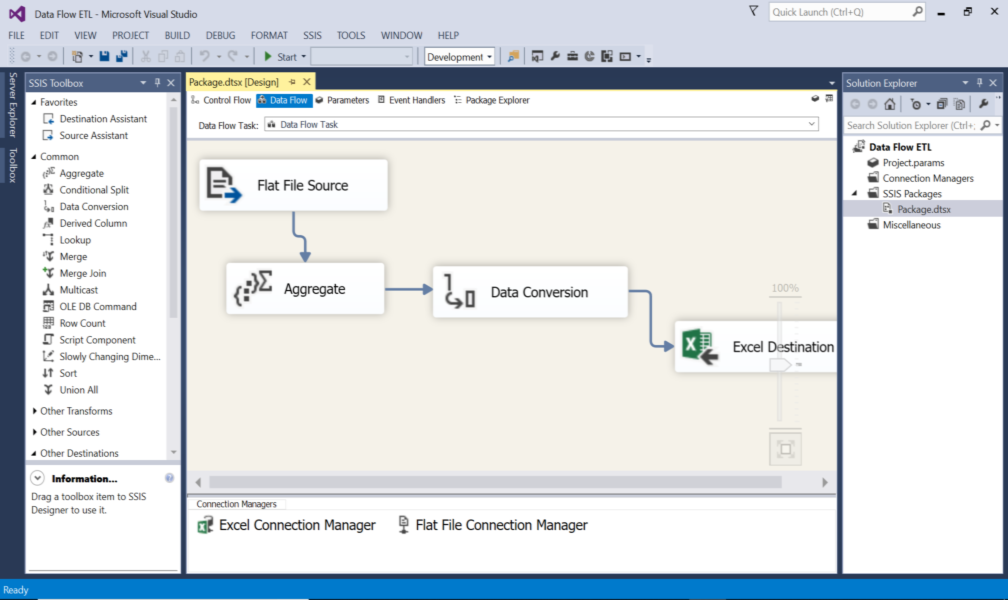 Data Flow ETL - Microsoft Visual Studio
Quick Launch (Ctrl+Q)
FILE EDIT VIEW PROJECT BUILD DEBUG FORMAT SSIS TOOLS WINDOW HELP
Start Development
Server Explorer
Toolbox
SSIS Toolbox
Favorites
Destination Assistant
Source Assistant
Common
Aggregate
Conditional Split
Data Conversion
Derived Column
Lookup
Merge
Merge Join
Multicast
OLE DB Command
Row Count
Script Component
Slowly Changing Dime...
Sort
Union All
Other Transforms
Other Sources
Other Destinations
Information...
Drag a toolbox item to SSIS
Designer to use it.
Package.dtsx [Design]
Control Flow Data Flow Parameters Event Handlers Package Explorer
Data Flow Task: Data Flow Task
Flat File Source
Aggregate
Data Conversion
Excel Destination
100%
Connection Managers
Excel Connection Manager Flat File Connection Manager
Solution Explorer
Search Solution Explorer (Ctrl+;
Data Flow ETL
Project.params
Connection Managers
SSIS Packages
Package.dtsx
Miscellaneous
Ready